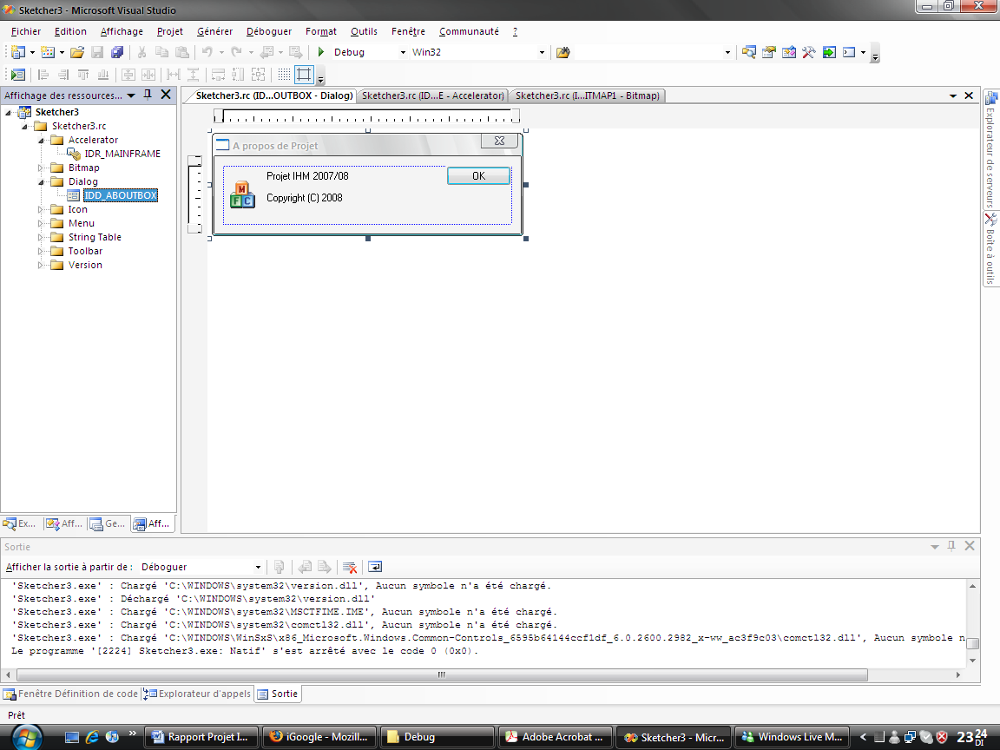 Sketcher3 - Microsoft Visual Studio
Fichier Edition Affichage Projet Générer Déboguer Format Outils Fenêtre Communauté ?
Debug Win32
Affichage des ressources...
Sketcher3.rc (ID...OUTBOX - Dialog) Sketcher3.rc (ID...E - Accelerator) Sketcher3.rc (I...ITMAP1 - Bitmap)
Sketcher3
Sketcher3.rc
Accelerator
IDR_MAINFRAME
Bitmap
Dialog
IDD_ABOUTBOX
Icon
Menu
String Table
Toolbar
Version
A propos de Projet
Projet IHM 2007/08
OK
M
F C
Copyright (C) 2008
Explorateur de serveurs
Boîte à outils
Ex... Aff... Ge... Aff...
Sortie
Afficher la sortie à partir de : Déboguer
'Sketcher3.exe' : Chargé 'C:\WINDOWS\system32\version.dll', Aucun symbole n'a été chargé.
'Sketcher3.exe' : Déchargé 'C:\WINDOWS\system32\version.dll'
'Sketcher3.exe' : Chargé 'C:\WINDOWS\system32\MSCTFIME.IME', Aucun symbole n'a été chargé.
'Sketcher3.exe' : Chargé 'C:\WINDOWS\system32\comctl32.dll', Aucun symbole n'a été chargé.
'Sketcher3.exe' : Chargé 'C:\WINDOWS\WinSxS\x86_Microsoft.Windows.Common-Controls_6595b64144ccf1df_6.0.2600.2982_x-ww_ac3f9c03\comctl32.dll', Aucun symbole n
Le programme '[2224] Sketcher3.exe: Natif' s'est arrêté avec le code 0 (0x0).
Fenêtre Définition de code Explorateur d'appels Sortie
Prêt
Rapport Projet I... iGoogle - Mozill... Debug Adobe Acrobat ... Sketcher3 - Micr... Windows Live M... 23 24
DI